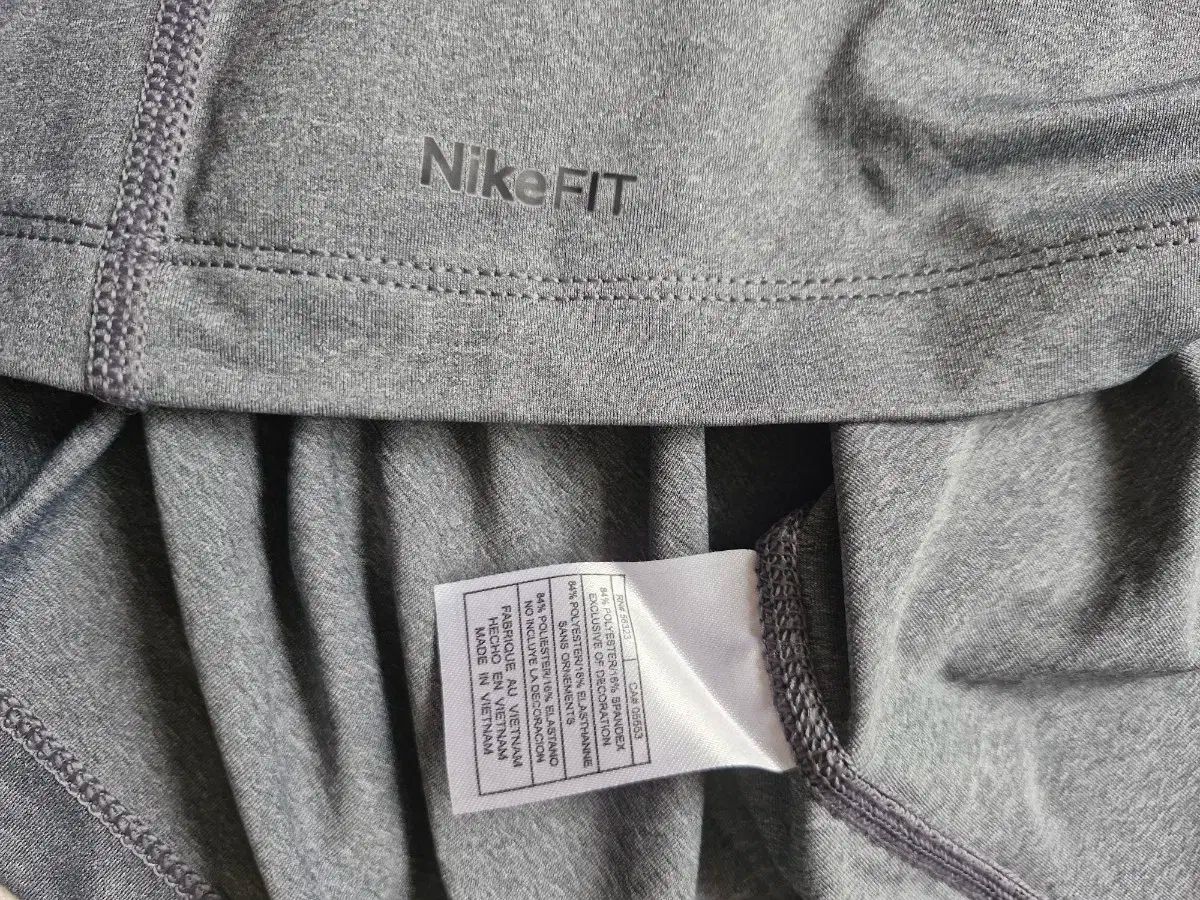 NikeFIT
RN# 56323 CA# 05553
84% POLYESTER/16% SPANDEX
EXCLUSIVE OF DECORATION
84% POLYESTER/16% ELASTHANNE
SANS ORNEMENTS
84% POLIESTER/16% ELASTANO
NO INCLUYE LA DECORACION
FABRIQUE AU VIETNAM
HECHO EN VIETNAM
MADE IN VIETNAM